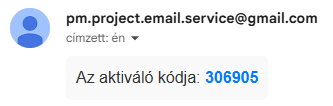 pm.project.email.service@gmail.com
címzett: én
Az aktiváló kódja: 306905